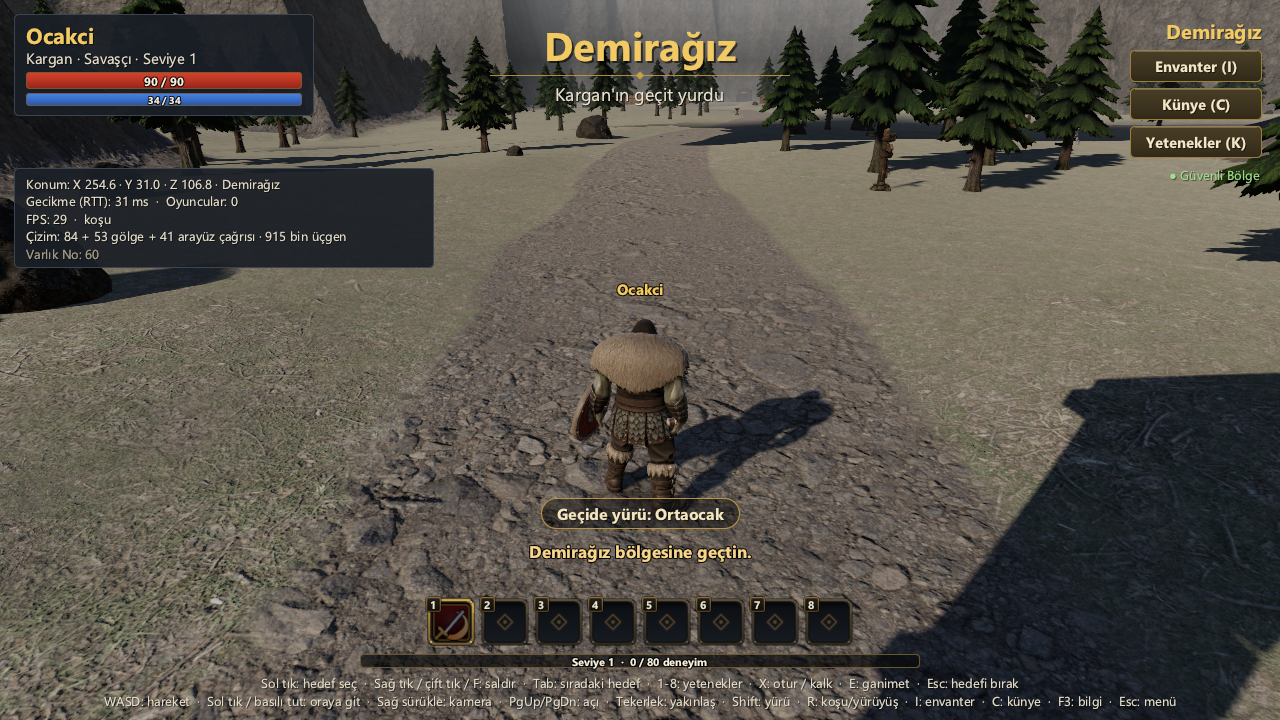 Ocakci
Kargan · Savaşçı · Seviye 1
90 / 90
34 / 34
Demirağız
Kargan'ın geçit yurdu
Demirağız
Envanter (I)
Künye (C)
Yetenekler (K)
● Güvenli Bölge
Konum: X 254.6 · Y 31.0 · Z 106.8 · Demirağız
Gecikme (RTT): 31 ms · Oyuncular: 0
FPS: 29 · koşu
Çizim: 84 + 53 gölge + 41 arayüz çağrısı · 915 bin üçgen
Varlık No: 60
Ocakci
Geçide yürü: Ortaocak
Demirağız bölgesine geçtin.
1 2 3 4 5 6 7 8
Seviye 1 · 0 / 80 deneyim
Sol tık: hedef seç · Sağ tık / çift tık / F: saldır · Tab: sıradaki hedef · 1-8: yetenekler · X: otur / kalk · E: ganimet · Esc: hedefi bırak
WASD: hareket · Sol tık / basılı tut: oraya git · Sağ sürükle: kamera · PgUp/PgDn: açı · Tekerlek: yakınlaş · Shift: yürü · R: koşu/yürüyüş · I: envanter · C: künye · F3: bilgi · Esc: menü